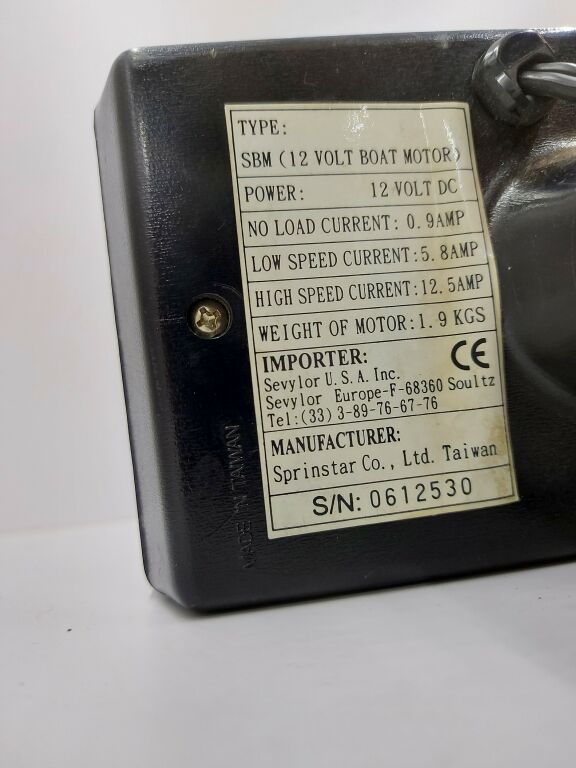 TYPE:
SBM (12 VOLT BOAT MOTOR)
POWER: 12 VOLT DC
NO LOAD CURRENT: 0.9AMP
LOW SPEED CURRENT:5.8AMP
HIGH SPEED CURRENT:12.5AMP
WEIGHT OF MOTOR:1.9 KGS
IMPORTER: CE
Sevylor U.S.A. Inc.
Sevylor Europe-F-68360 Soultz
Tel:(33) 3-89-76-67-76
MANUFACTURER:
Sprinstar Co., Ltd. Taiwan
S/N: 0612530
MADE IN TAIWAN